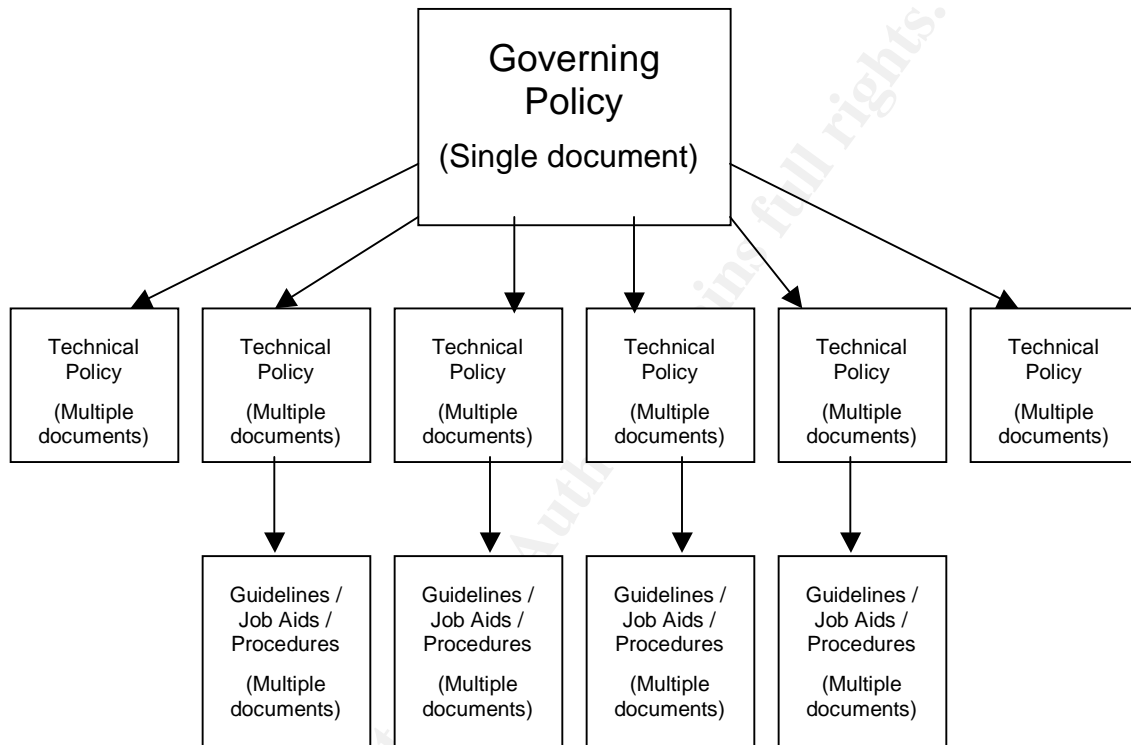 Governing
Policy
(Single document)
Technical
Policy
(Multiple
documents)
Technical
Policy
(Multiple
documents)
Technical
Policy
(Multiple
documents)
Technical
Policy
(Multiple
documents)
Technical
Policy
(Multiple
documents)
Technical
Policy
(Multiple
documents)
Guidelines /
Job Aids /
Procedures
(Multiple
documents)
Guidelines /
Job Aids /
Procedures
(Multiple
documents)
Guidelines /
Job Aids /
Procedures
(Multiple
documents)
Guidelines /
Job Aids /
Procedures
(Multiple
documents)
full rights.